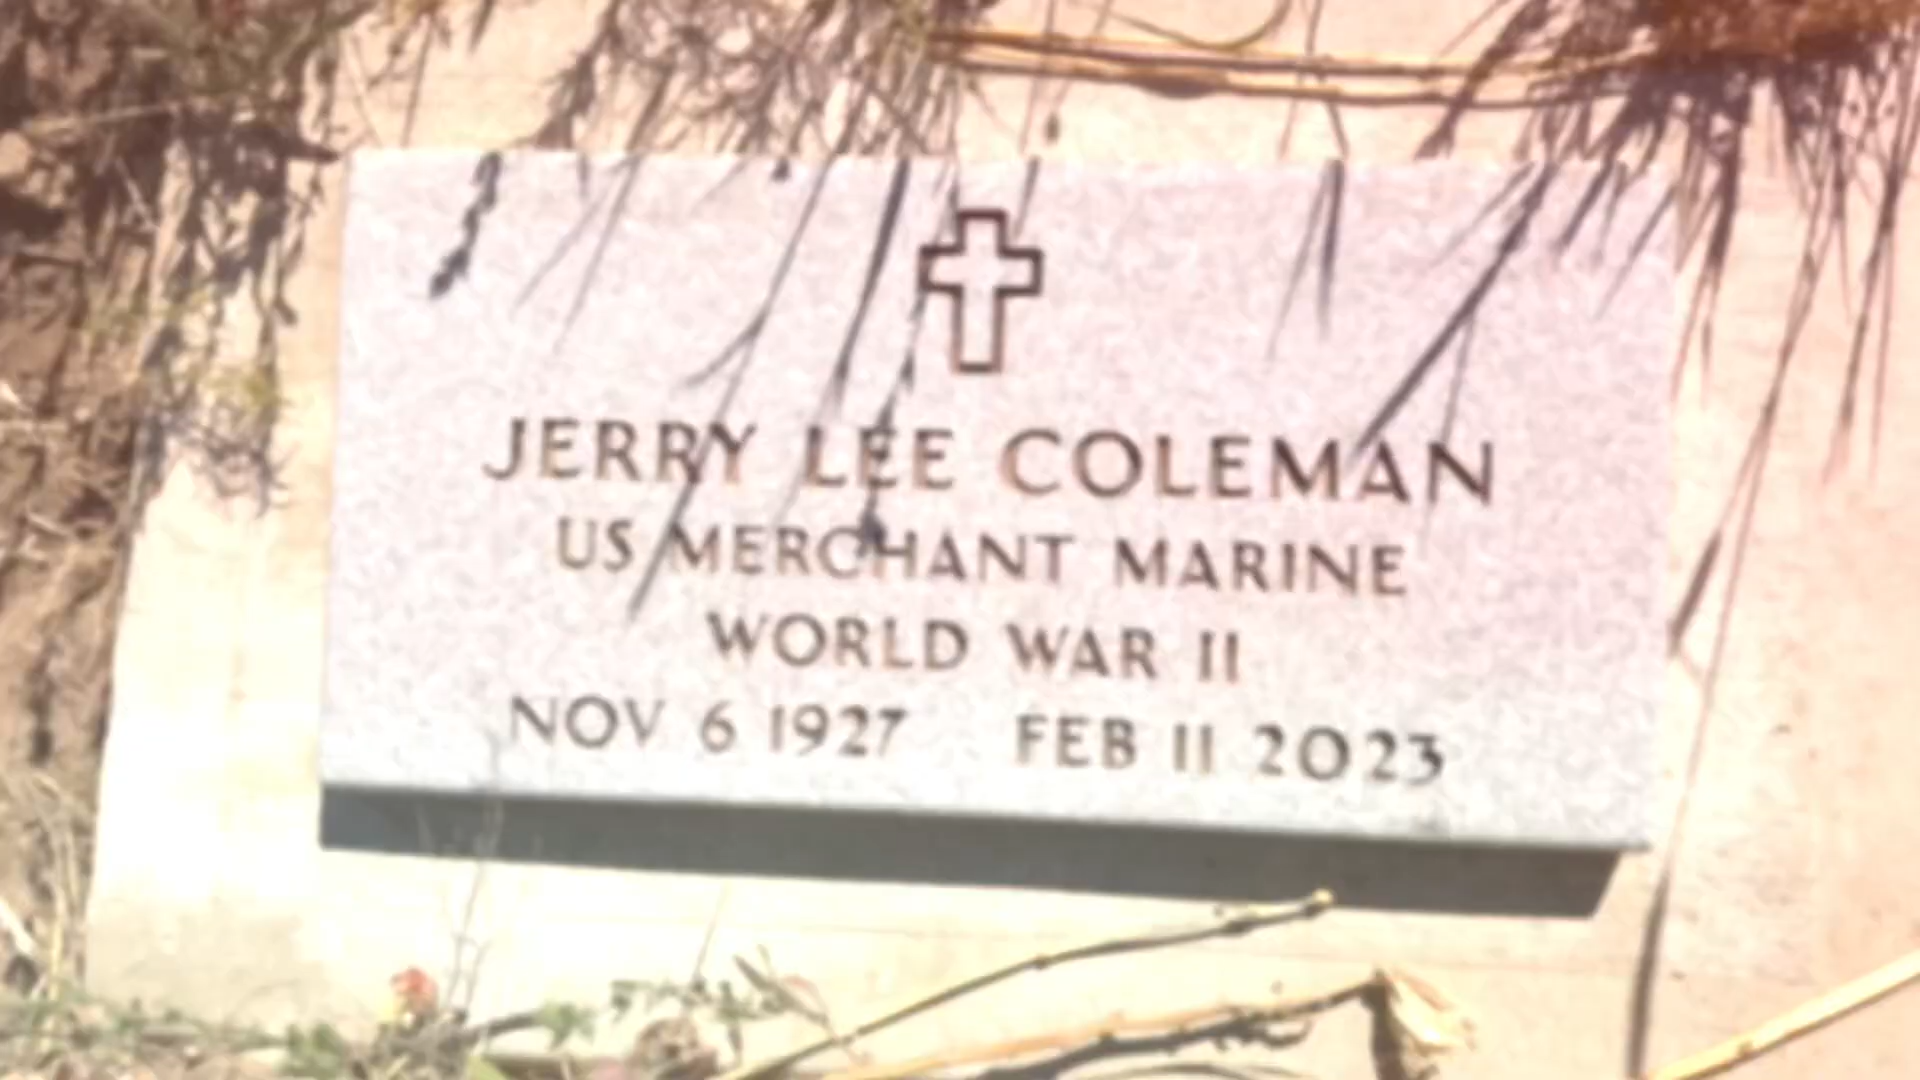 JERRY LEE COLEMAN
US MERCHANT MARINE
WORLD WAR II
NOV 6 1927 FEB 11 2023